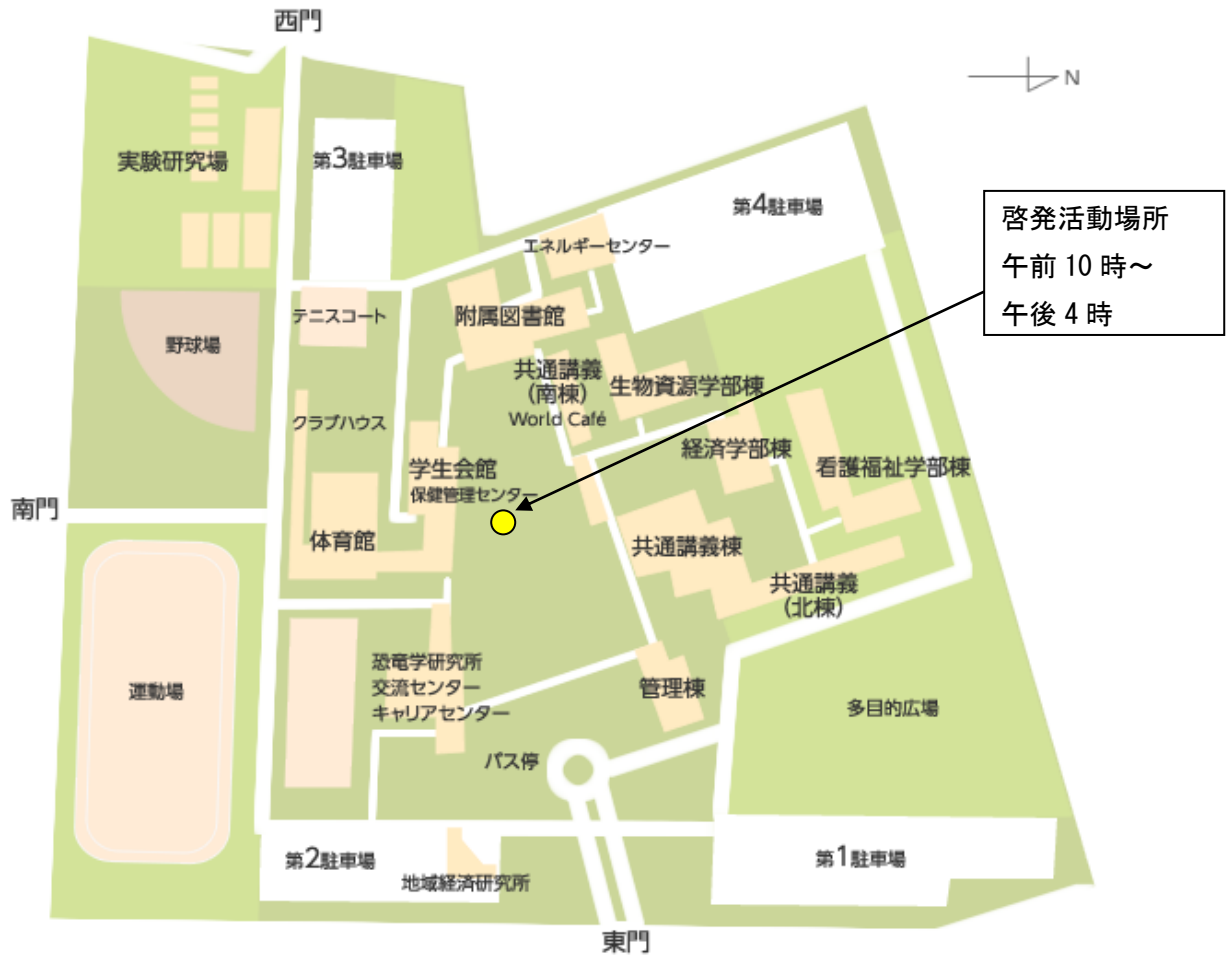 西門
N
実験研究場
第3駐車場
第4駐車場
啓発活動場所
午前 10 時～
午後 4 時
エネルギーセンター
テニスコート
附属図書館
野球場
共通講義
(南棟)
World Café
生物資源学部棟
クラブハウス
経済学部棟
学生会館
保健管理センター
看護福祉学部棟
南門
体育館
共通講義棟
共通講義
(北棟)
恐竜学研究所
交流センター
キャリアセンター
運動場
管理棟
多目的広場
バス停
第2駐車場
地域経済研究所
第1駐車場
東門